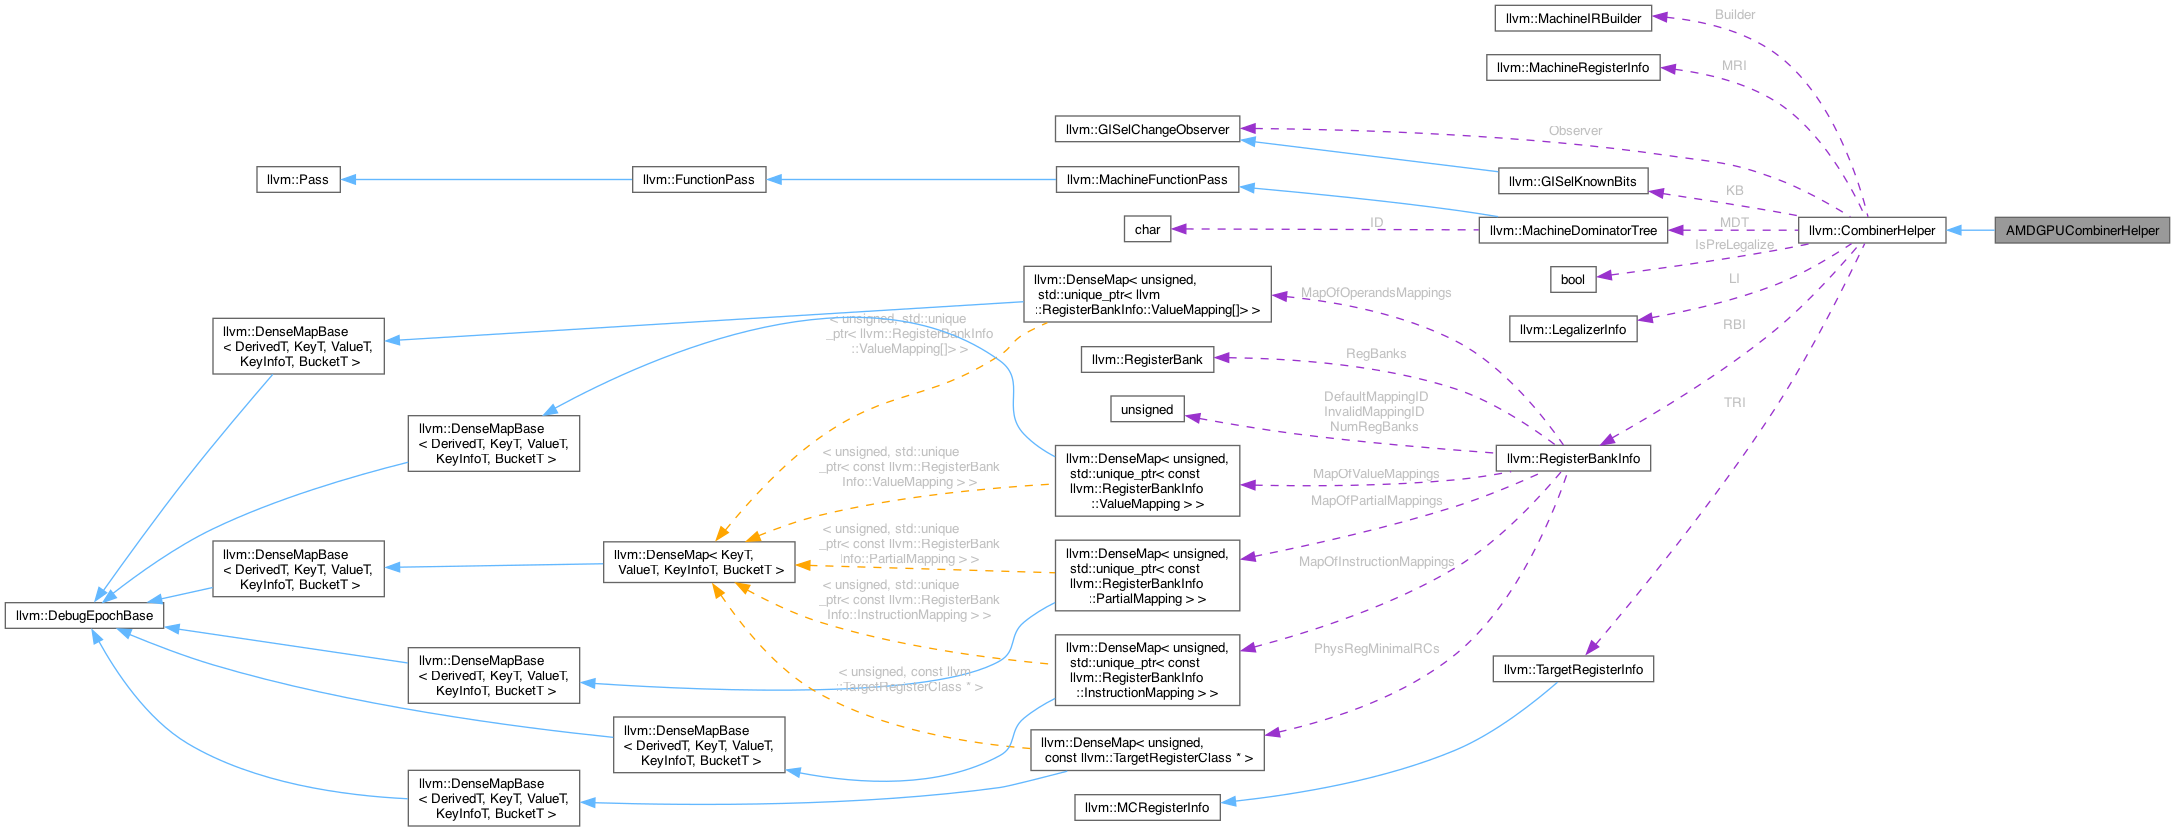 llvm::MachineIRBuilder
Builder
llvm::MachineRegisterInfo
MRI
llvm::GISelChangeObserver
Observer
llvm::Pass
llvm::FunctionPass
llvm::MachineFunctionPass
llvm::GISelKnownBits
KB
char
ID
llvm::MachineDominatorTree
MDT
llvm::CombinerHelper
AMDGPUCombinerHelper
IsPreLegalize
bool
LI
llvm::LegalizerInfo
RBI
TRI
llvm::DenseMap< unsigned,
std::unique_ptr< llvm
::RegisterBankInfo::ValueMapping[]> >
MapOfOperandsMappings
< unsigned, std::unique
_ptr< llvm::RegisterBankInfo
::ValueMapping[]> >
llvm::DenseMapBase
< DerivedT, KeyT, ValueT,
KeyInfoT, BucketT >
llvm::RegisterBank
RegBanks
unsigned
DefaultMappingID
InvalidMappingID
NumRegBanks
llvm::DenseMapBase
< DerivedT, KeyT, ValueT,
KeyInfoT, BucketT >
llvm::RegisterBankInfo
llvm::DenseMap< unsigned,
std::unique_ptr< const
llvm::RegisterBankInfo
::ValueMapping > >
MapOfValueMappings
< unsigned, std::unique
_ptr< const llvm::RegisterBank
Info::ValueMapping > >
MapOfPartialMappings
llvm::DenseMap< unsigned,
std::unique_ptr< const
llvm::RegisterBankInfo
::PartialMapping > >
< unsigned, std::unique
_ptr< const llvm::RegisterBank
Info::PartialMapping > >
llvm::DenseMap< KeyT,
ValueT, KeyInfoT, BucketT >
llvm::DenseMapBase
< DerivedT, KeyT, ValueT,
KeyInfoT, BucketT >
MapOfInstructionMappings
< unsigned, std::unique
_ptr< const llvm::RegisterBank
Info::InstructionMapping > >
llvm::DebugEpochBase
llvm::DenseMap< unsigned,
std::unique_ptr< const
llvm::RegisterBankInfo
::InstructionMapping > >
PhysRegMinimalRCs
llvm::TargetRegisterInfo
llvm::DenseMapBase
< DerivedT, KeyT, ValueT,
KeyInfoT, BucketT >
< unsigned, const llvm
::TargetRegisterClass * >
llvm::DenseMapBase
< DerivedT, KeyT, ValueT,
KeyInfoT, BucketT >
llvm::DenseMap< unsigned,
const llvm::TargetRegisterClass * >
llvm::DenseMapBase
< DerivedT, KeyT, ValueT,
KeyInfoT, BucketT >
llvm::MCRegisterInfo